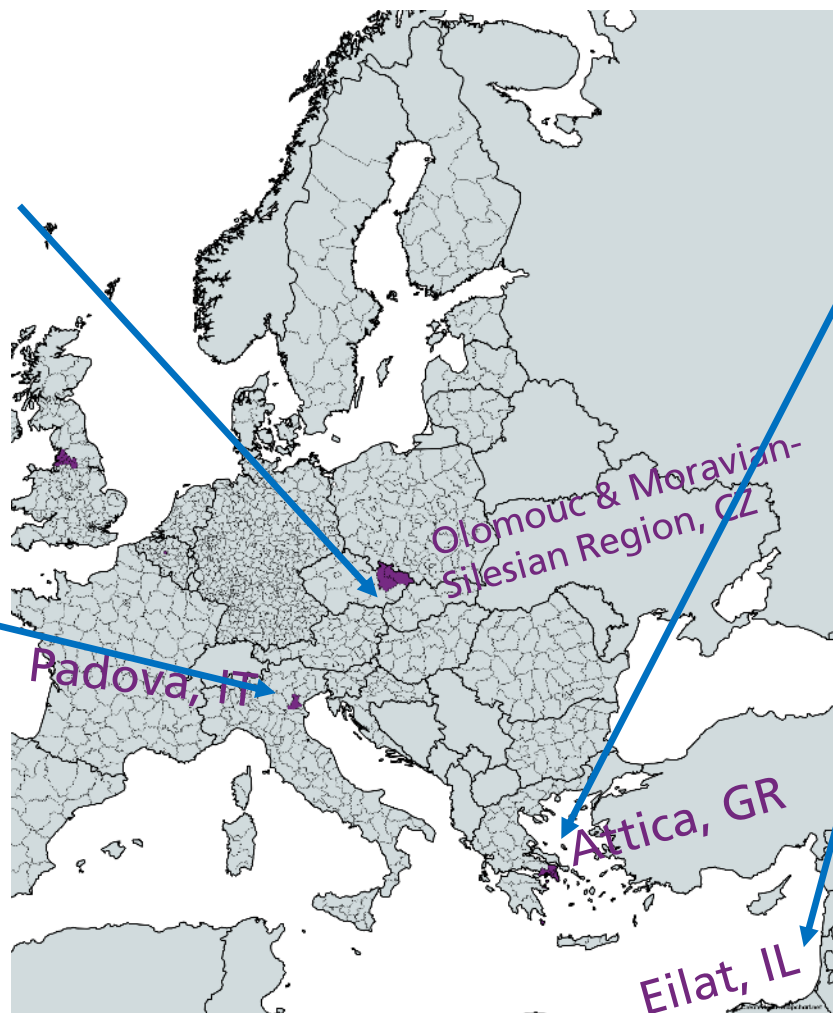 Olomouc & Moravian-
Silesian Region, CZ
Padova, IT
Attica, GR
Eilat, IL